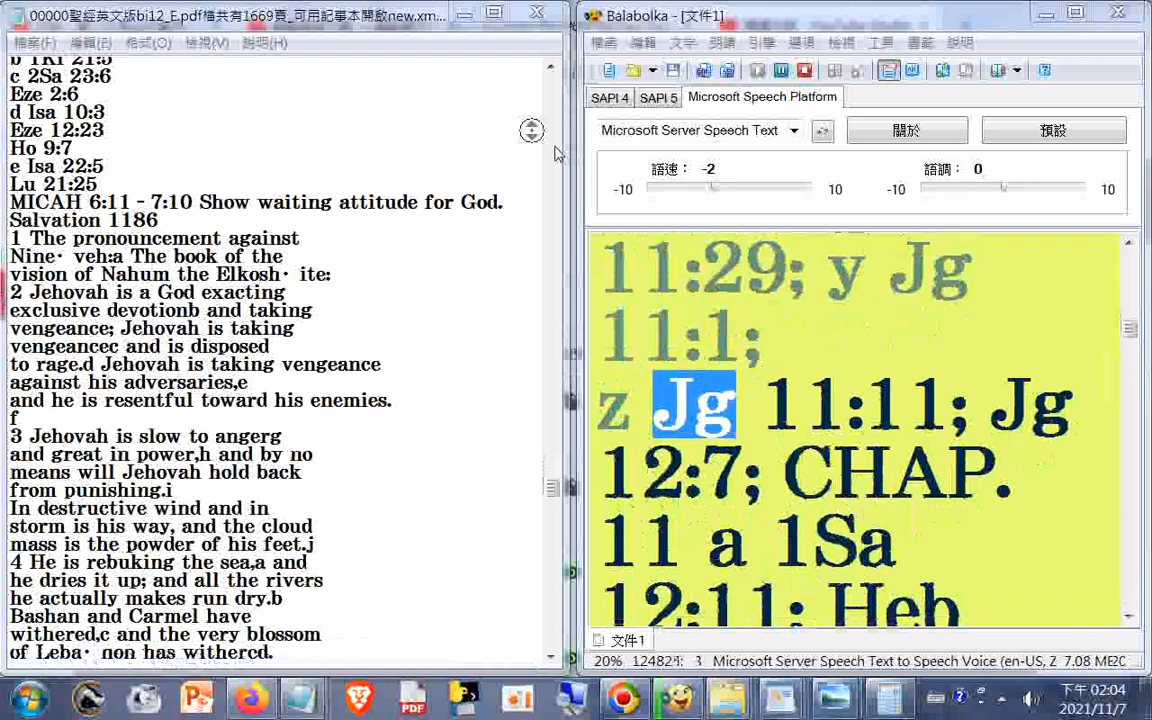 00000聖經英文版bi12_E.pdf檔共有1669頁_可用記事本開啟new.xm...
檔案(F) 編輯(E) 格式(O) 檢視(V) 說明(H)
b 1Ki 21:5
c 2Sa 23:6
Eze 2:6
d Isa 10:3
Eze 12:23
Ho 9:7
e Isa 22:5
Lu 21:25
MICAH 6:11 - 7:10 Show waiting attitude for God.
Salvation 1186
1 The pronouncement against
Nine· veh:a The book of the
vision of Nahum the Elkosh· ite:
2 Jehovah is a God exacting
exclusive devotionb and taking
vengeance; Jehovah is taking
vengeancec and is disposed
to rage.d Jehovah is taking vengeance
against his adversaries,e
and he is resentful toward his enemies.
f
3 Jehovah is slow to angerg
and great in power,h and by no
means will Jehovah hold back
from punishing.i
In destructive wind and in
storm is his way, and the cloud
mass is the powder of his feet.j
4 He is rebuking the sea,a and
he dries it up; and all the rivers
he actually makes run dry.b
Bashan and Carmel have
withered,c and the very blossom
of Leba· non has withered.
Balabolka - [文件1]
檔案 編輯 文字 朗讀 引擎 選項 檢視 工具 書籤 說明
SAPI 4 SAPI 5 Microsoft Speech Platform
Microsoft Server Speech Text 關於 預設
語速: -2 語調: 0
-10 10 -10 10
11:29; y Jg
11:1;
z Jg 11:11; Jg
12:7; CHAP.
11 a 1Sa
12:11; Heb
文件1
20% Microsoft Server Speech Text to Speech Voice (en-US, Z 7.08 ME
PDF
下午 02:04
2021/11/7